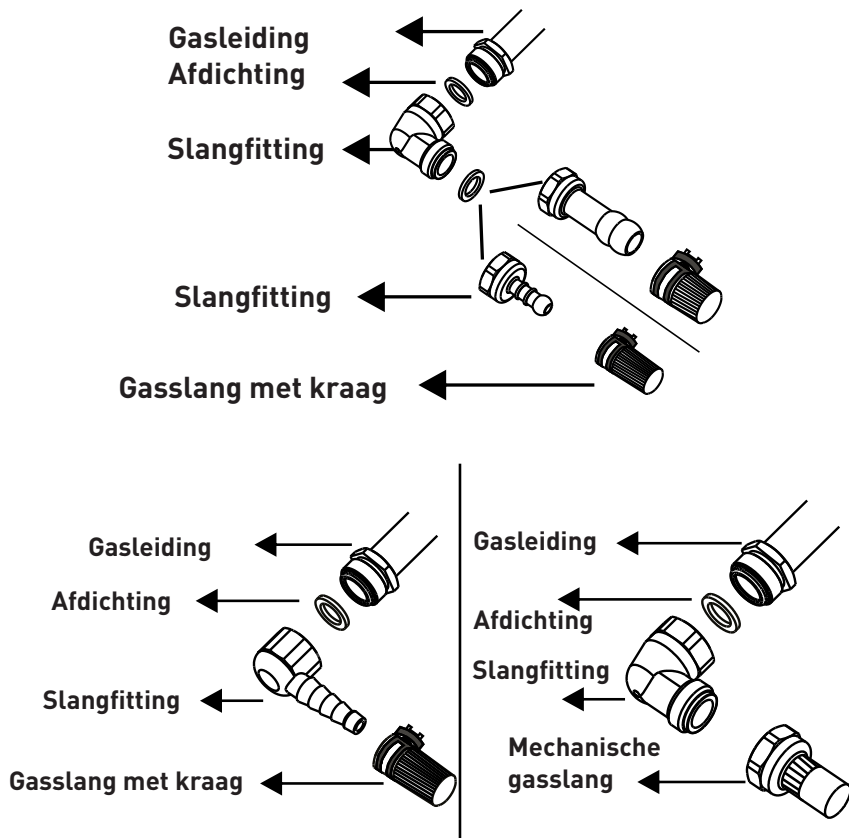 Gasleiding
Afdichting
Slangfitting
Slangfitting
Gasslang met kraag
Gasleiding
Afdichting
Slangfitting
Gasslang met kraag
Gasleiding
Afdichting
Slangfitting
Mechanische
gasslang